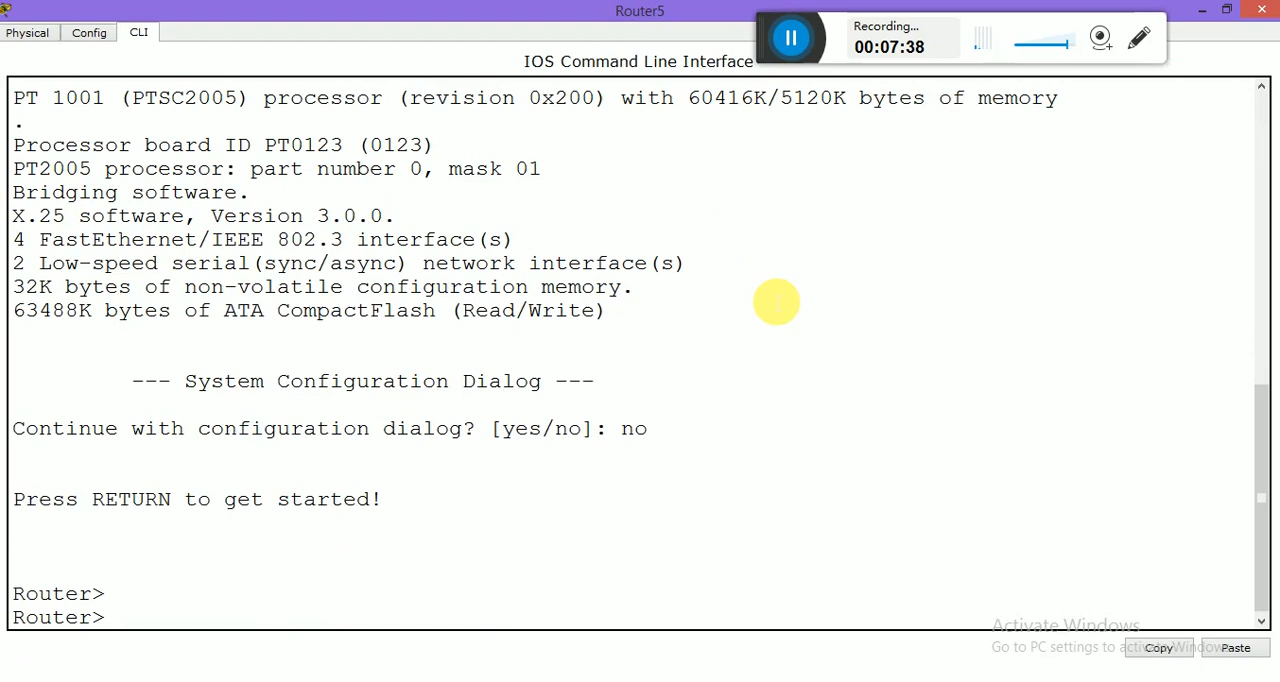 Router5
Physical
Config
CLI
Recording...
00:07:38
IOS Command Line Interface
PT 1001 (PTSC2005) processor (revision 0x200) with 60416K/5120K bytes of memory
.
Processor board ID PT0123 (0123)
PT2005 processor: part number 0, mask 01
Bridging software.
X.25 software, Version 3.0.0.
4 FastEthernet/IEEE 802.3 interface(s)
2 Low-speed serial(sync/async) network interface(s)
32K bytes of non-volatile configuration memory.
63488K bytes of ATA CompactFlash (Read/Write)
--- System Configuration Dialog ---
Continue with configuration dialog? [yes/no]: no
Press RETURN to get started!
Router>
Router>
Activate Windows
Go to PC settings to activate Windows.
Copy
Paste